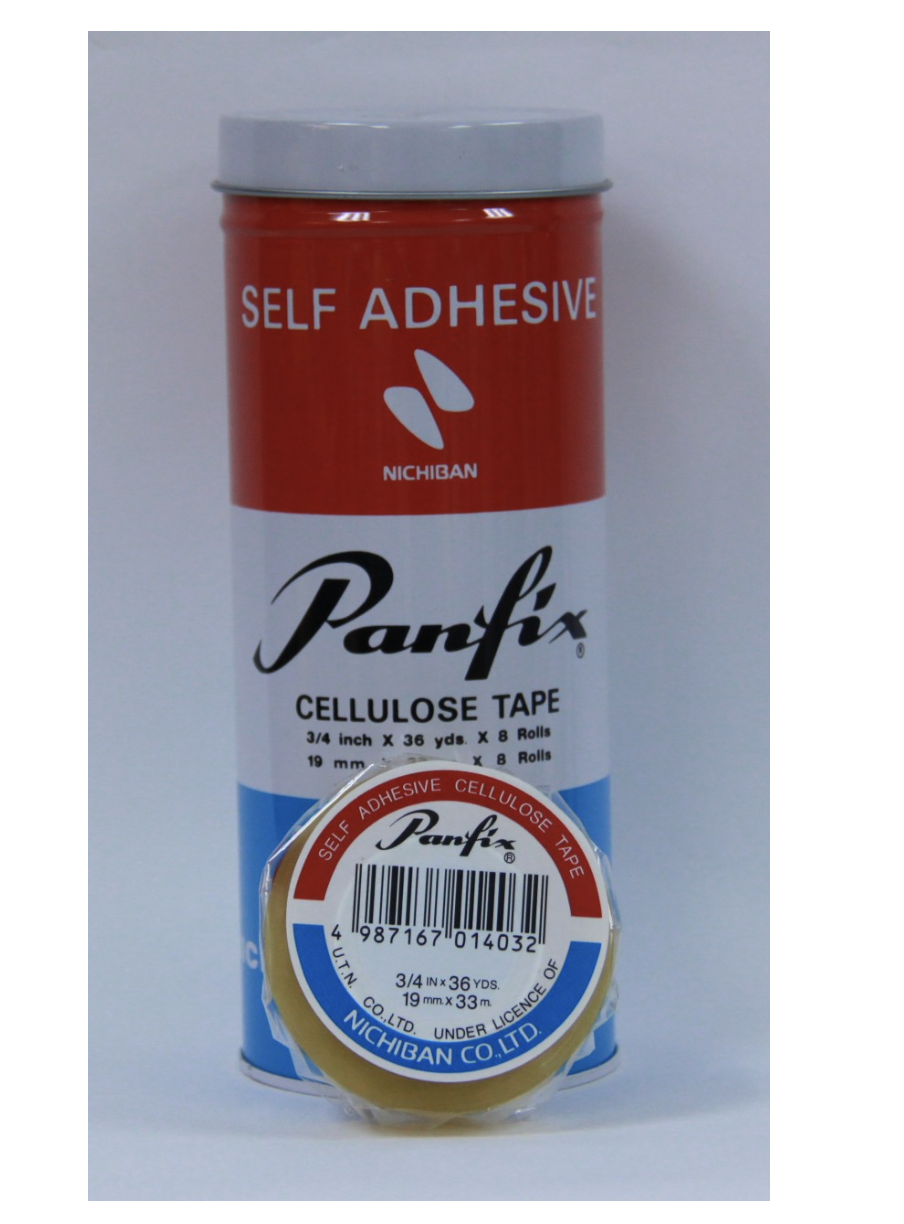 SELF ADHESIVE
NICHIBAN
Panfix
®
CELLULOSE TAPE
3/4 inch X 36 yds. X 8 Rolls
19 mm. X X 8 Rolls
SELF ADHESIVE CELLULOSE TAPE
Panfix
®
4 987167 014032
3/4 IN x 36 YDS.
19 mm. x 33 m.
U.T.N. CO.,LTD. UNDER LICENCE OF
NICHIBAN CO.,LTD.